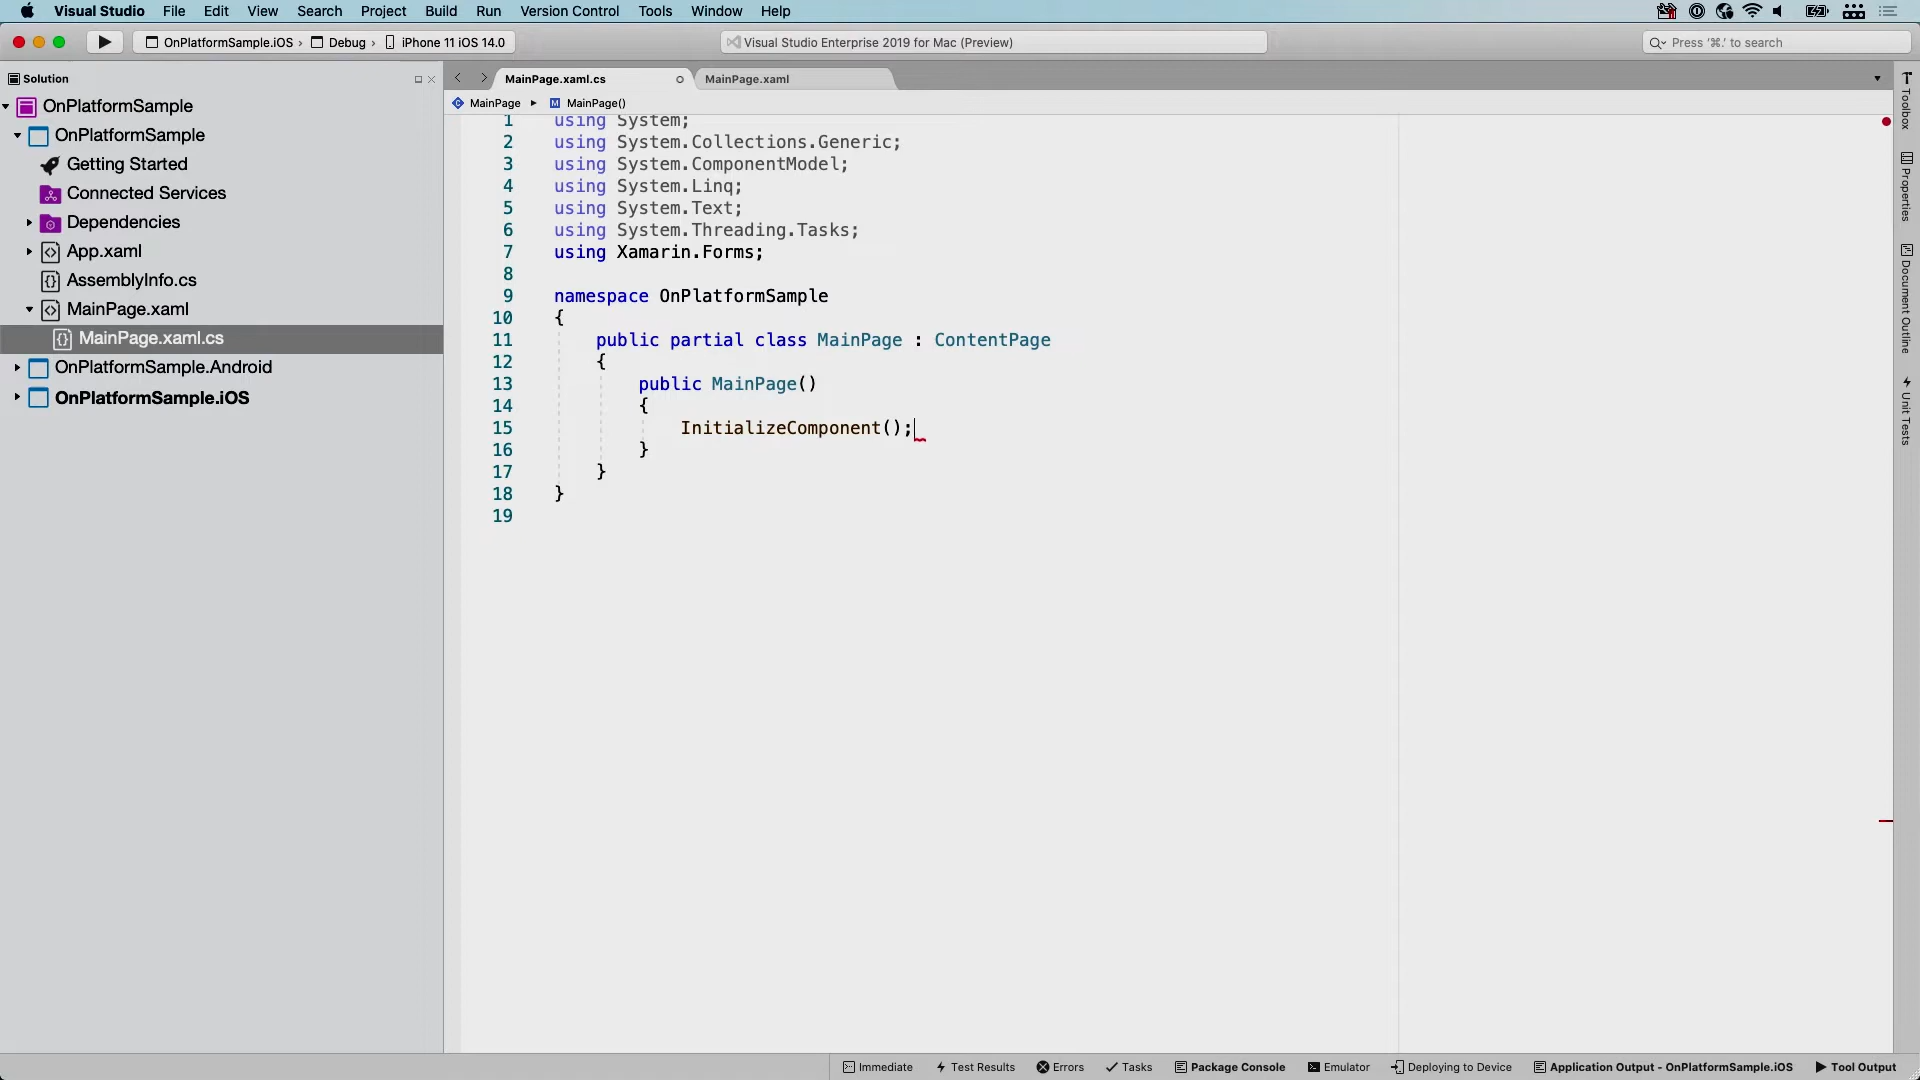 Visual Studio File Edit View Search Project Build Run Version Control Tools Window Help
OnPlatformSample.iOS › Debug › iPhone 11 iOS 14.0
Visual Studio Enterprise 2019 for Mac (Preview)
Press '⌘.' to search
Solution
OnPlatformSample
OnPlatformSample
Getting Started
Connected Services
Dependencies
App.xaml
AssemblyInfo.cs
MainPage.xaml
MainPage.xaml.cs
OnPlatformSample.Android
OnPlatformSample.iOS
MainPage.xaml.cs MainPage.xaml
MainPage MainPage()
1 using System;
2 using System.Collections.Generic;
3 using System.ComponentModel;
4 using System.Linq;
5 using System.Text;
6 using System.Threading.Tasks;
7 using Xamarin.Forms;
8
9 namespace OnPlatformSample
10 {
11 public partial class MainPage : ContentPage
12 {
13 public MainPage()
14 {
15 InitializeComponent();
16 }
17 }
18 }
19
Toolbox
Properties
Document Outline
Unit Tests
Immediate Test Results Errors Tasks Package Console Emulator Deploying to Device Application Output - OnPlatformSample.iOS Tool Output